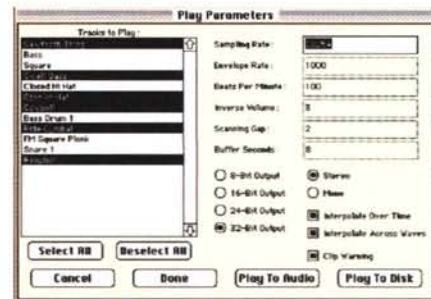 Play Parameters
Tracks to Play:
Bass
Square
Closed Hi Hat
Bass Drum 1
FM Square Plonk
Snare 1
Select All
Deselect All
Sampling Rate:
Envelope Rate: 1000
Beats Per Minute: 100
Inverse Volume: 8
Scanning Gap: 2
Buffer Seconds 8
8-Bit Output
16-Bit Output
24-Bit Output
32-Bit Output
Stereo
Mono
Interpolate Over Time
Interpolate Across Waves
Clip Warning
Cancel
Done
Play To Audio
Play To Disk